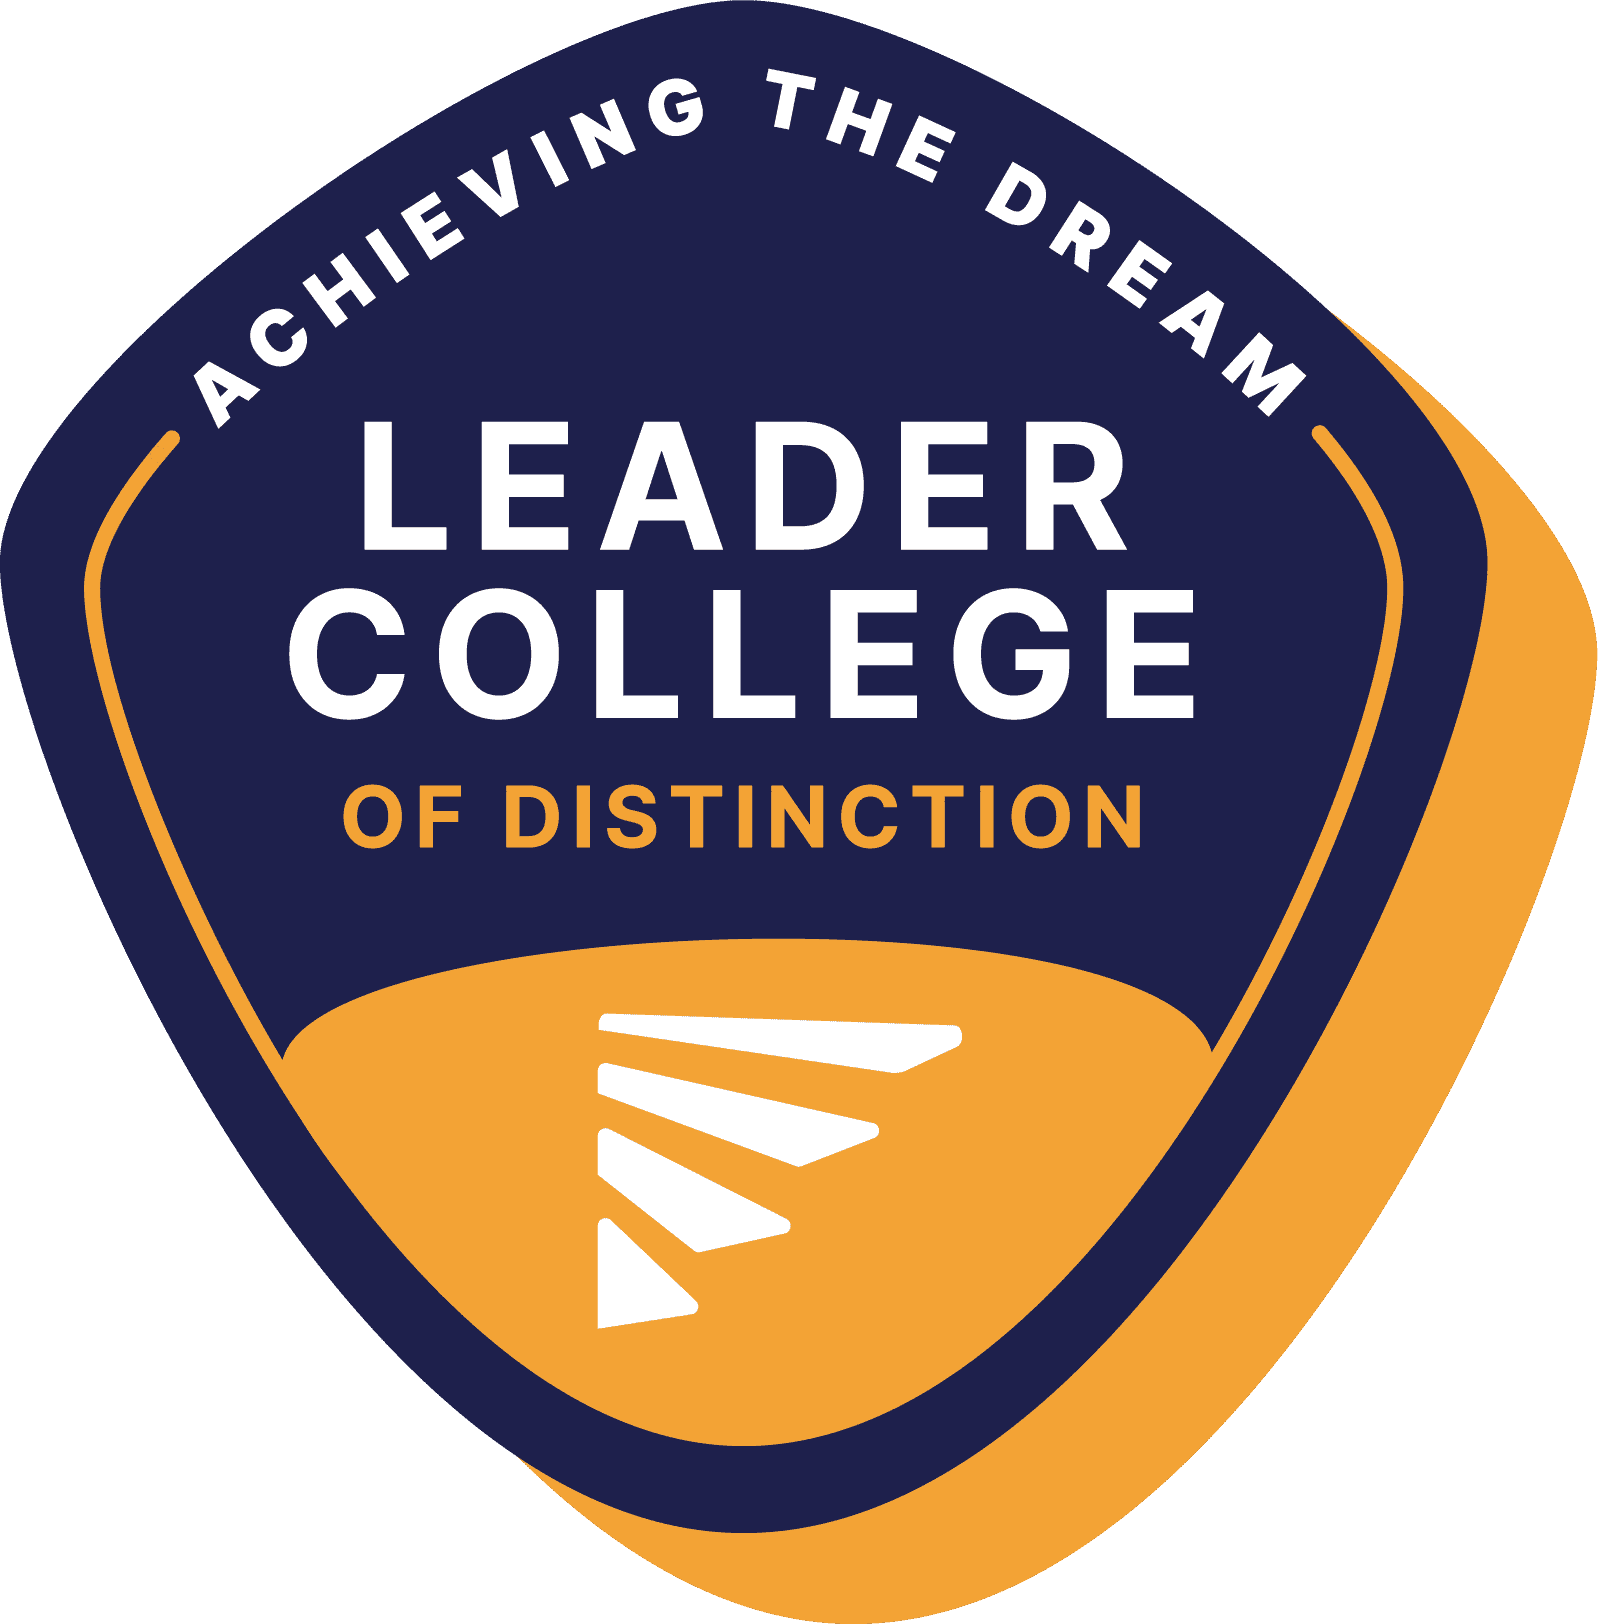 ACHIEVING THE DREAM
LEADER
COLLEGE
OF DISTINCTION